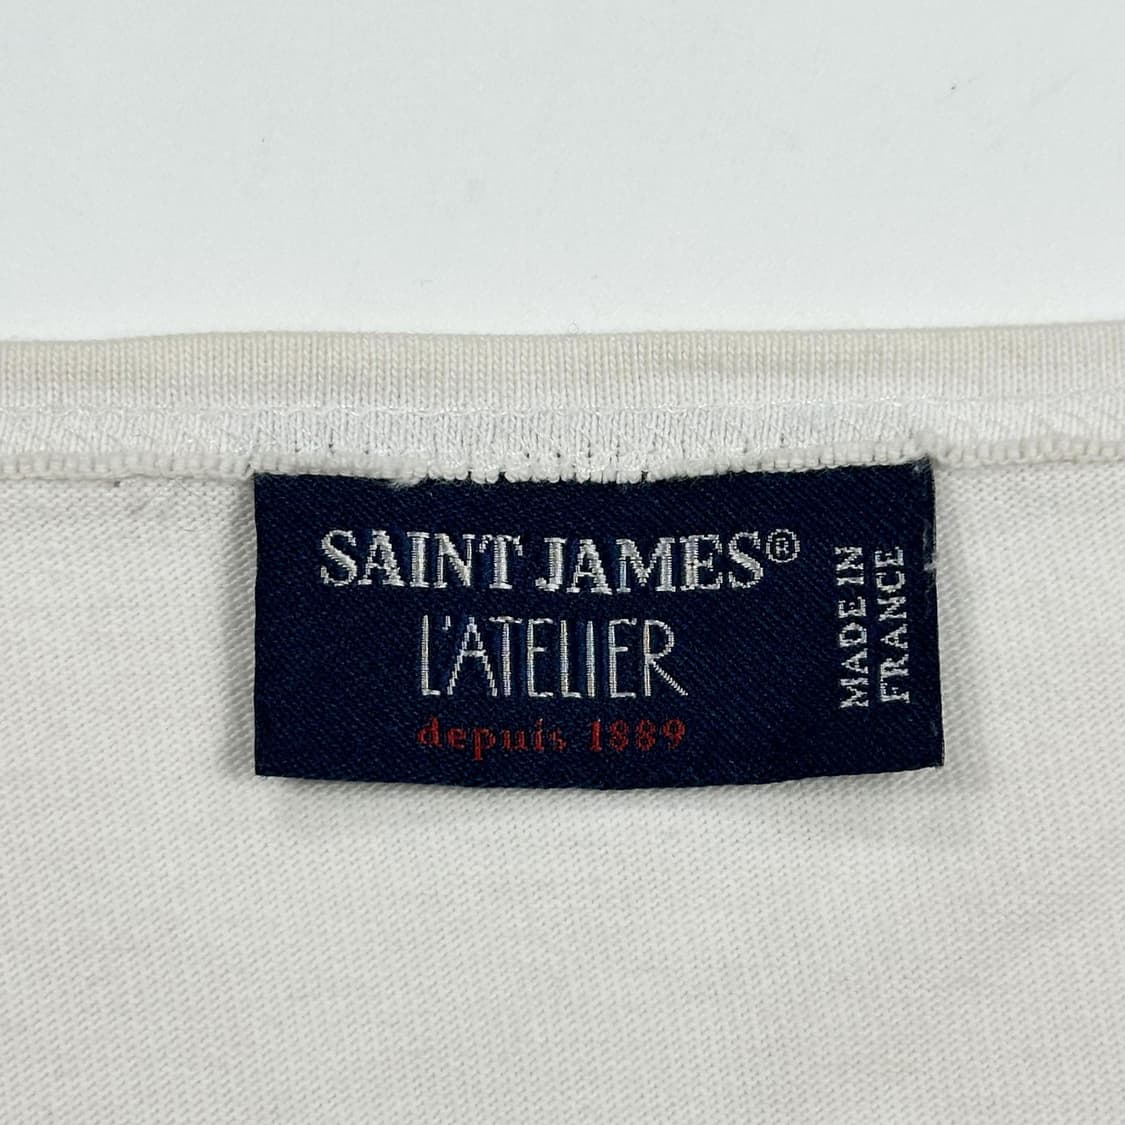 SAINT JAMES®
L'ATELIER
depuis 1889
MADE IN
FRANCE